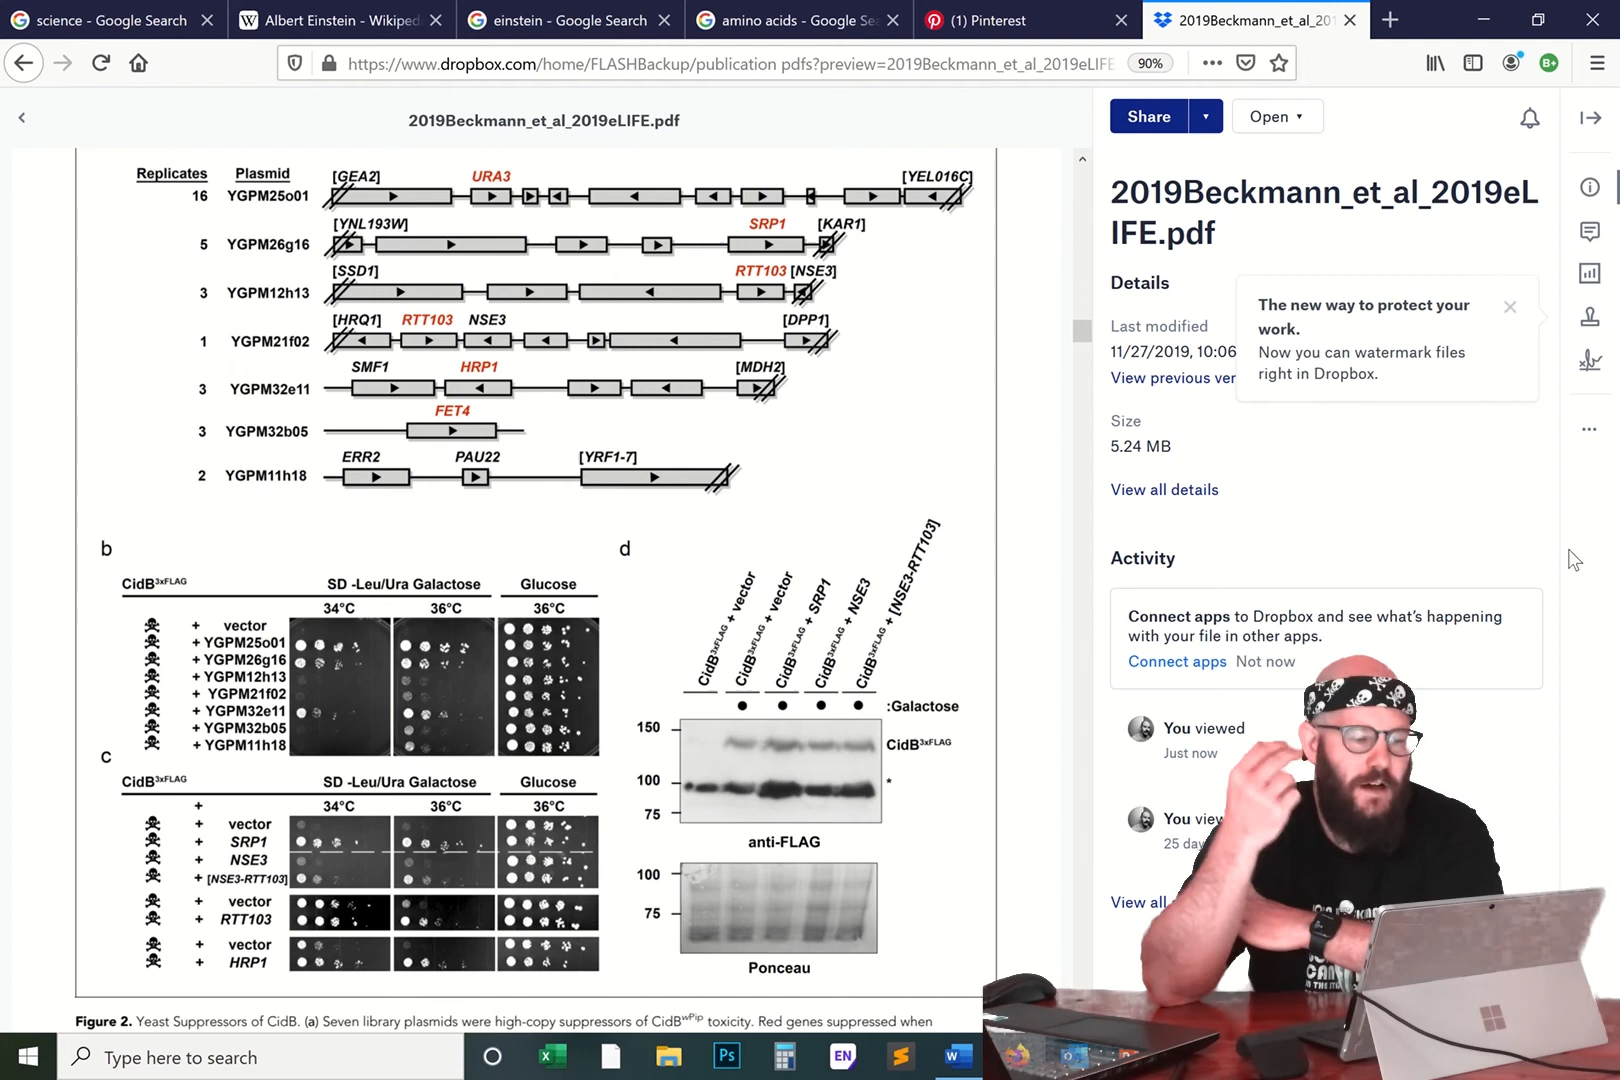 science - Google Search
Albert Einstein - Wikiped
einstein - Google Search
amino acids - Google Sea
(1) Pinterest
2019Beckmann_et_al_201
https://www.dropbox.com/home/FLASHBackup/publication pdfs?preview=2019Beckmann_et_al_2019eLIFE
90%
B+
2019Beckmann_et_al_2019eLIFE.pdf
Share
Open
Replicates Plasmid
[GEA2] URA3 [YEL016C]
16 YGPM25o01
[YNL193W] SRP1 [KAR1]
5 YGPM26g16
[SSD1] RTT103 [NSE3]
3 YGPM12h13
[HRQ1] RTT103 NSE3 [DPP1]
1 YGPM21f02
SMF1 HRP1 [MDH2]
3 YGPM32e11
FET4
3 YGPM32b05
ERR2 PAU22 [YRF1-7]
2 YGPM11h18
b
CidB3xFLAG SD -Leu/Ura Galactose Glucose
34°C 36°C 36°C
+ vector
+ YGPM25o01
+ YGPM26g16
+ YGPM12h13
+ YGPM21f02
+ YGPM32e11
+ YGPM32b05
+ YGPM11h18
c
CidB3xFLAG SD -Leu/Ura Galactose Glucose
+ 34°C 36°C 36°C
+ vector
+ SRP1
+ NSE3
+ [NSE3-RTT103]
+ vector
+ RTT103
+ vector
+ HRP1
d
CidB3xFLAG + vector
CidB3xFLAG + vector
CidB3xFLAG + SRP1
CidB3xFLAG + NSE3
CidB3xFLAG + [NSE3-RTT103]
:Galactose
150
CidB3xFLAG
100
*
75
anti-FLAG
100
75
Ponceau
Figure 2. Yeast Suppressors of CidB. (a) Seven library plasmids were high-copy suppressors of CidBwPip toxicity. Red genes suppressed when
2019Beckmann_et_al_2019eL
IFE.pdf
Details
Last modified
11/27/2019, 10:06
View previous ver
The new way to protect your
work.
Now you can watermark files
right in Dropbox.
Size
5.24 MB
View all details
Activity
Connect apps to Dropbox and see what's happening
with your file in other apps.
Connect apps Not now
You viewed
Just now
You view
25 day
View all
Type here to search
Ps
EN